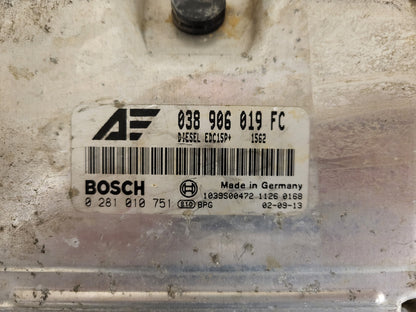 AE 038 906 019 FC
DIESEL EDC15P+ 1562
BOSCH Made in Germany
1039S00472 1126 0168
0 281 010 751 BPG 02-09-13